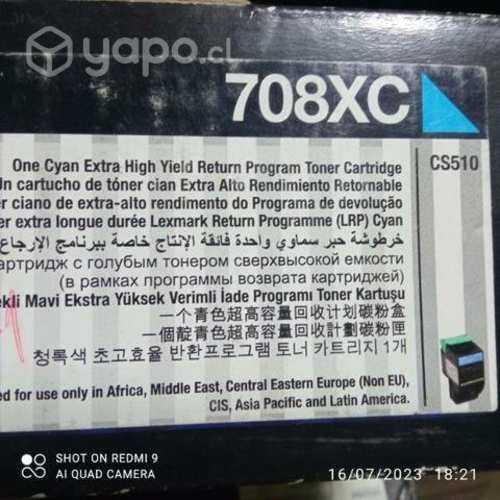 yapo.cl
708XC
CS510
One Cyan Extra High Yield Return Program Toner Cartridge
Un cartucho de tóner cian Extra Alto Rendimiento Retornable
ciano de extra-alto rendimento do Programa de devolução
extra longue durée Lexmark Return Programme (LRP) Cyan
خرطوشة حبر سماوي واحدة فائقة الإنتاج خاصة ببرنامج الإرجاع
артридж с голубым тонером сверхвысокой емкости
(в рамках программы возврата картриджей)
ekli Mavi Ekstra Yüksek Verimli İade Programı Toner Kartuşu
一个青色超高容量回收计划碳粉盒
一個靛青色超高容量回收計劃碳粉匣
청록색 초고효율 반환프로그램 토너 카트리지 1개
ed for use only in Africa, Middle East, Central Eastern Europe (Non EU),
CIS, Asia Pacific and Latin America.
SHOT ON REDMI 9
AI QUAD CAMERA
16/07/2023 18:21